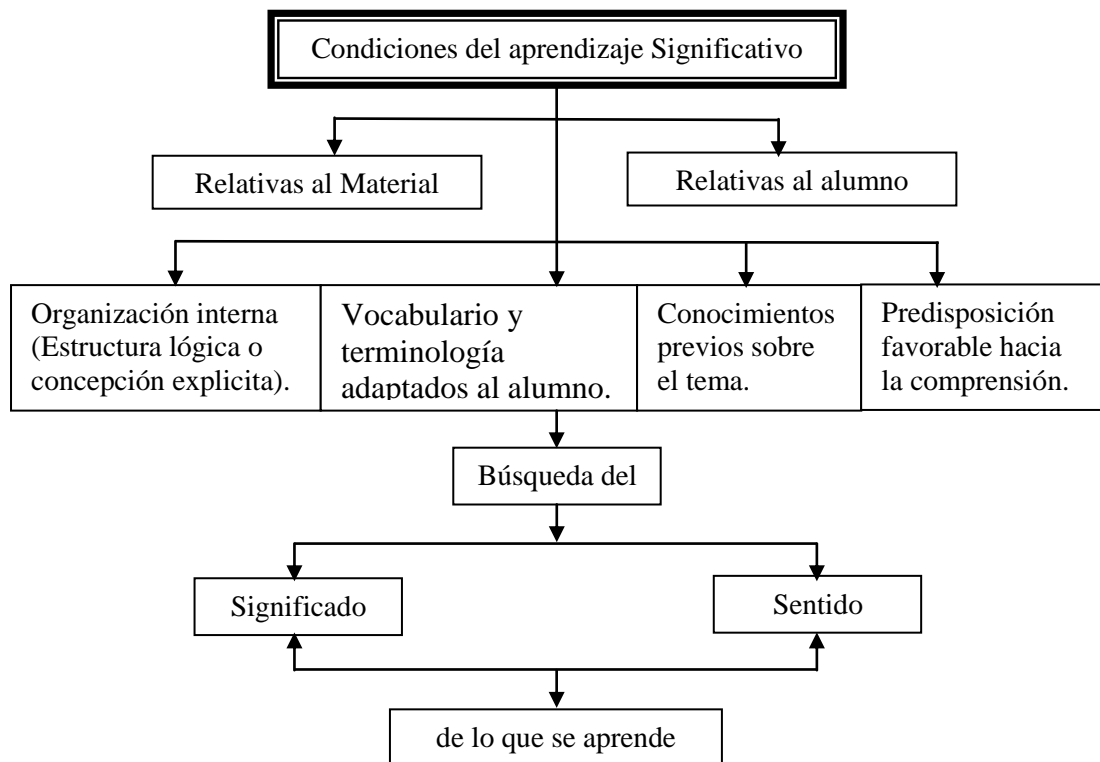 Condiciones del aprendizaje Significativo
Relativas al Material
Relativas al alumno
Organización interna
(Estructura lógica o
concepción explicita).
Vocabulario y
terminología
adaptados al alumno.
Conocimientos
previos sobre
el tema.
Predisposición
favorable hacia
la comprensión.
Búsqueda del
Significado
Sentido
de lo que se aprende